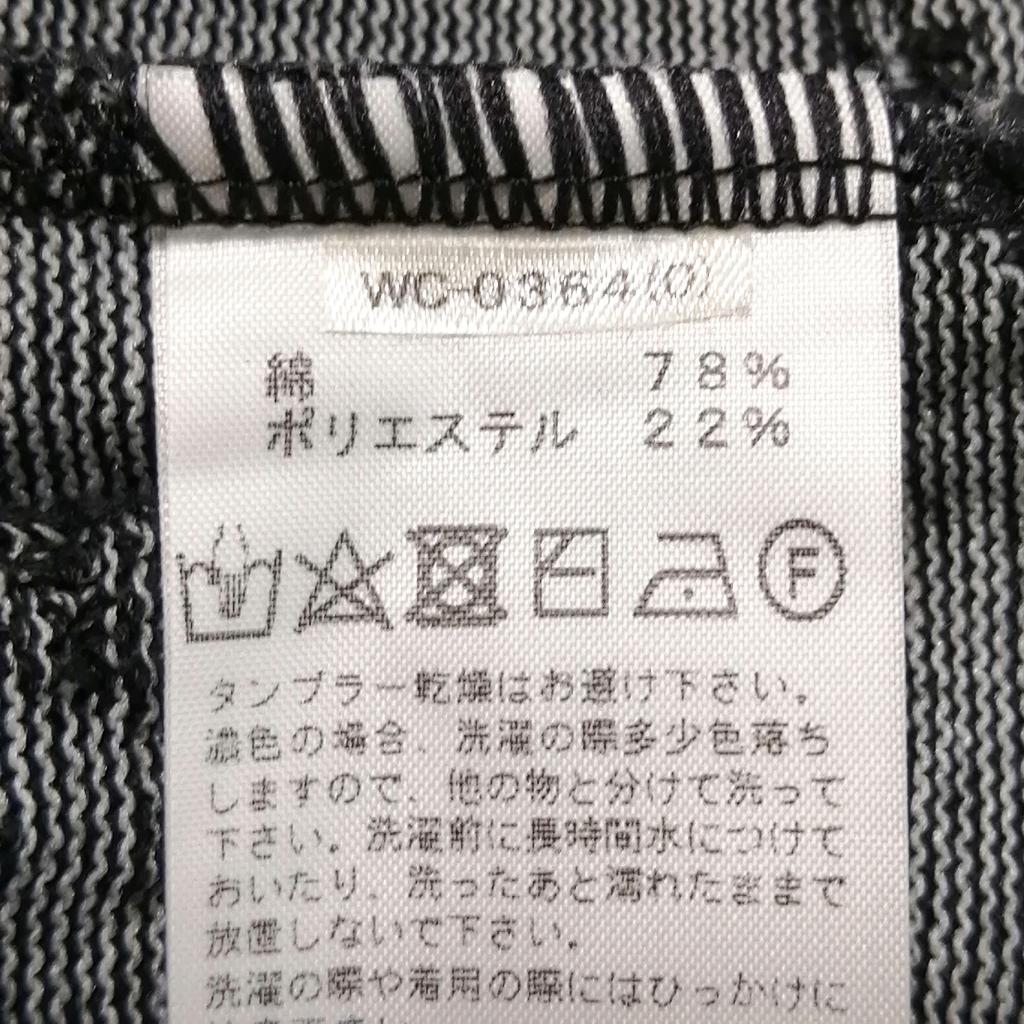 WC-0364(0)
綿 78%
ポリエステル 22%
F
タンブラー乾燥はお避け下さい。
濃色の場合、洗濯の際多少色落ち
しますので、他の物と分けて洗って
下さい。洗濯前に長時間水につけて
おいたり、洗ったあと濡れたままで
放置しないで下さい。
洗濯の際や着用の際にはひっかけに